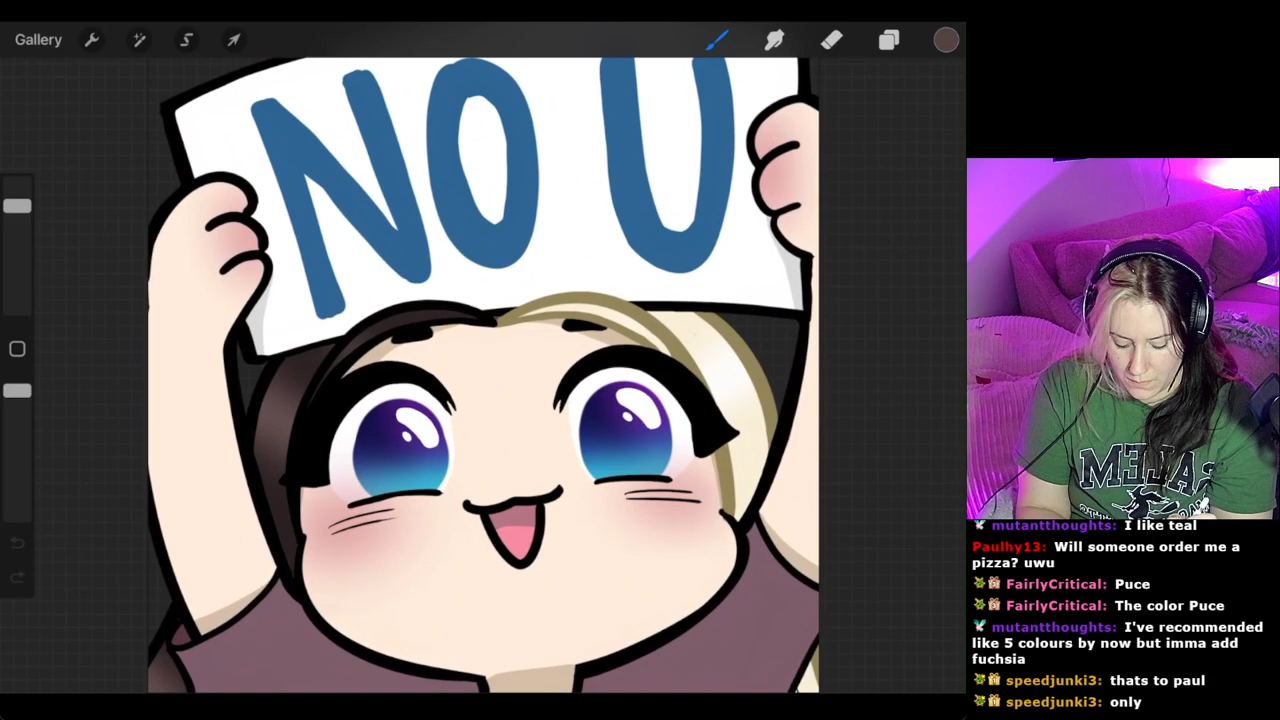 Gallery
NO U
SALEM
mutantthoughts: I like teal
Paulhy13: Will someone order me a
pizza? uwu
FairlyCritical: Puce
FairlyCritical: The color Puce
mutantthoughts: I've recommended
like 5 colours by now but imma add
fuchsia
speedjunki3: thats to paul
speedjunki3: only